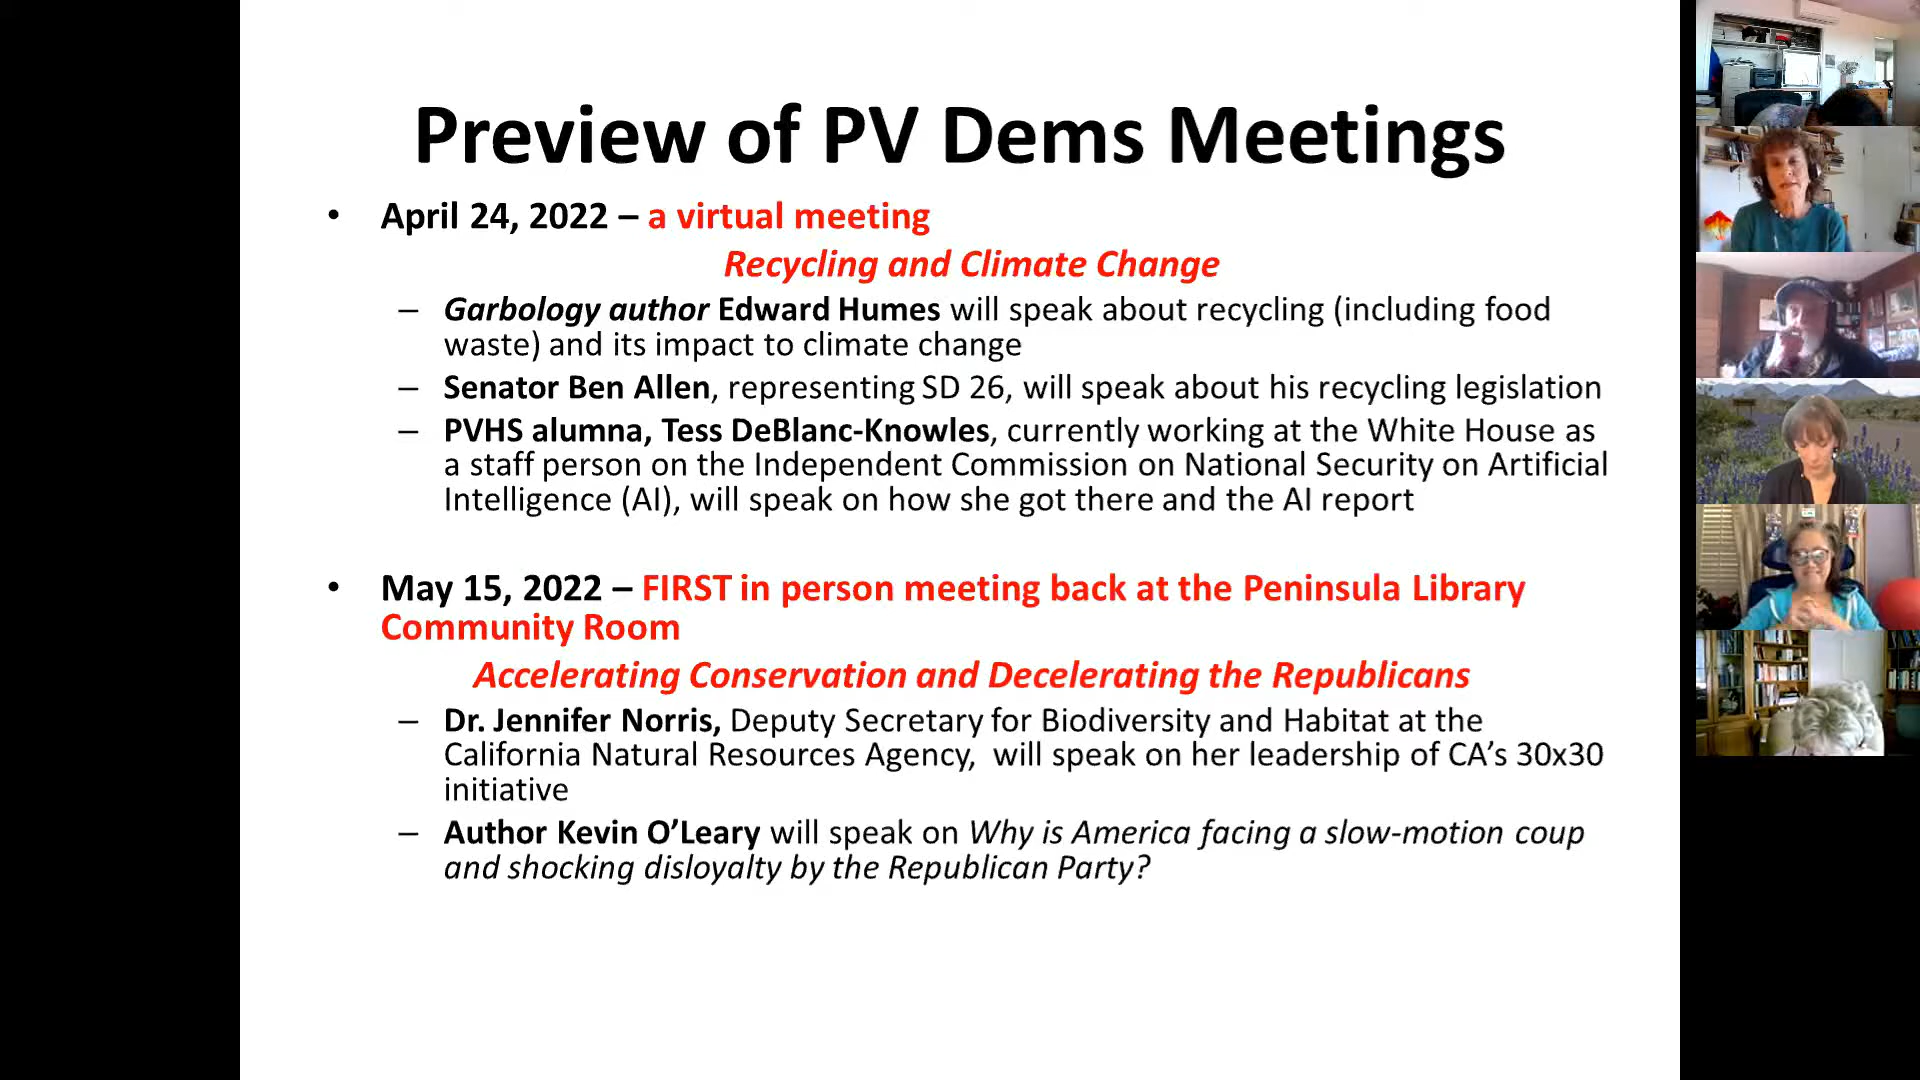 Preview of PV Dems Meetings
• April 24, 2022 – a virtual meeting
Recycling and Climate Change
– Garbology author Edward Humes will speak about recycling (including food
waste) and its impact to climate change
– Senator Ben Allen, representing SD 26, will speak about his recycling legislation
– PVHS alumna, Tess DeBlanc-Knowles, currently working at the White House as
a staff person on the Independent Commission on National Security on Artificial
Intelligence (AI), will speak on how she got there and the AI report
• May 15, 2022 – FIRST in person meeting back at the Peninsula Library
Community Room
Accelerating Conservation and Decelerating the Republicans
– Dr. Jennifer Norris, Deputy Secretary for Biodiversity and Habitat at the
California Natural Resources Agency,  will speak on her leadership of CA’s 30x30
initiative
– Author Kevin O’Leary will speak on Why is America facing a slow-motion coup
and shocking disloyalty by the Republican Party?